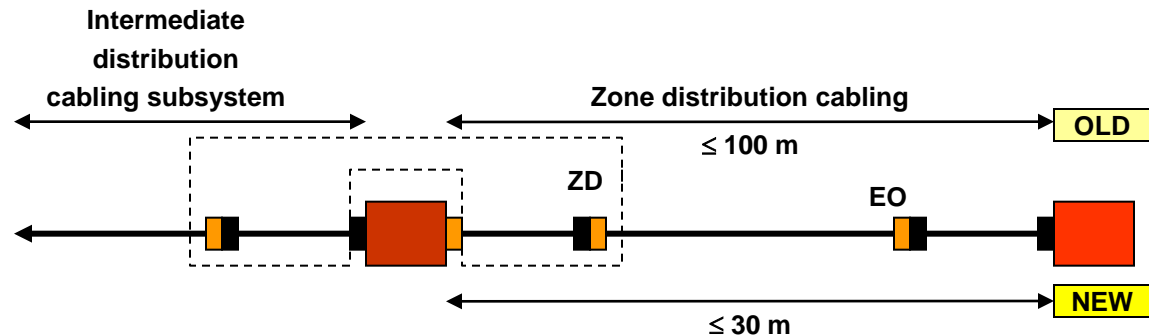 Intermediate
distribution
cabling subsystem
Zone distribution cabling
OLD
≤ 100 m
ZD
EO
NEW
≤ 30 m